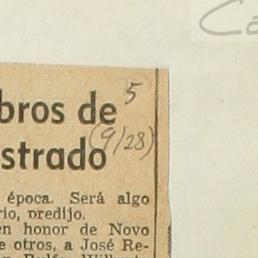 Ca
bros de 5
strado (9/28)
época. Será algo
rio, predijo.
en honor de Novo
e otros, a José Re-